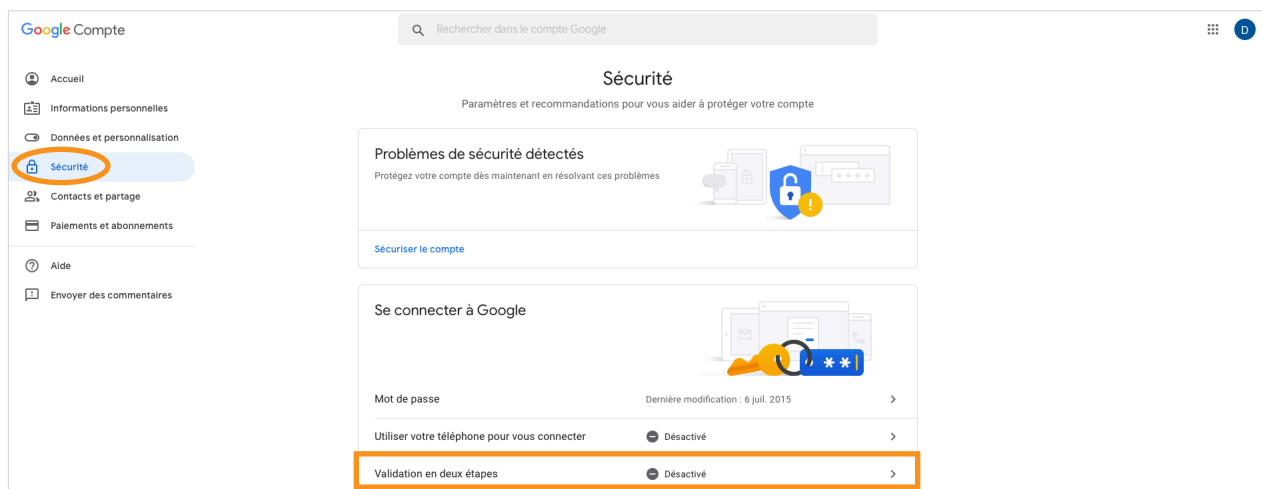 Google Compte
Rechercher dans le compte Google
D
Accueil
Informations personnelles
Données et personnalisation
Sécurité
Contacts et partage
Paiements et abonnements
Aide
Envoyer des commentaires
Sécurité
Paramètres et recommandations pour vous aider à protéger votre compte
Problèmes de sécurité détectés
Protégez votre compte dès maintenant en résolvant ces problèmes
Sécuriser le compte
Se connecter à Google
Mot de passe Dernière modification : 6 juil. 2015
Utiliser votre téléphone pour vous connecter Désactivé
Validation en deux étapes Désactivé